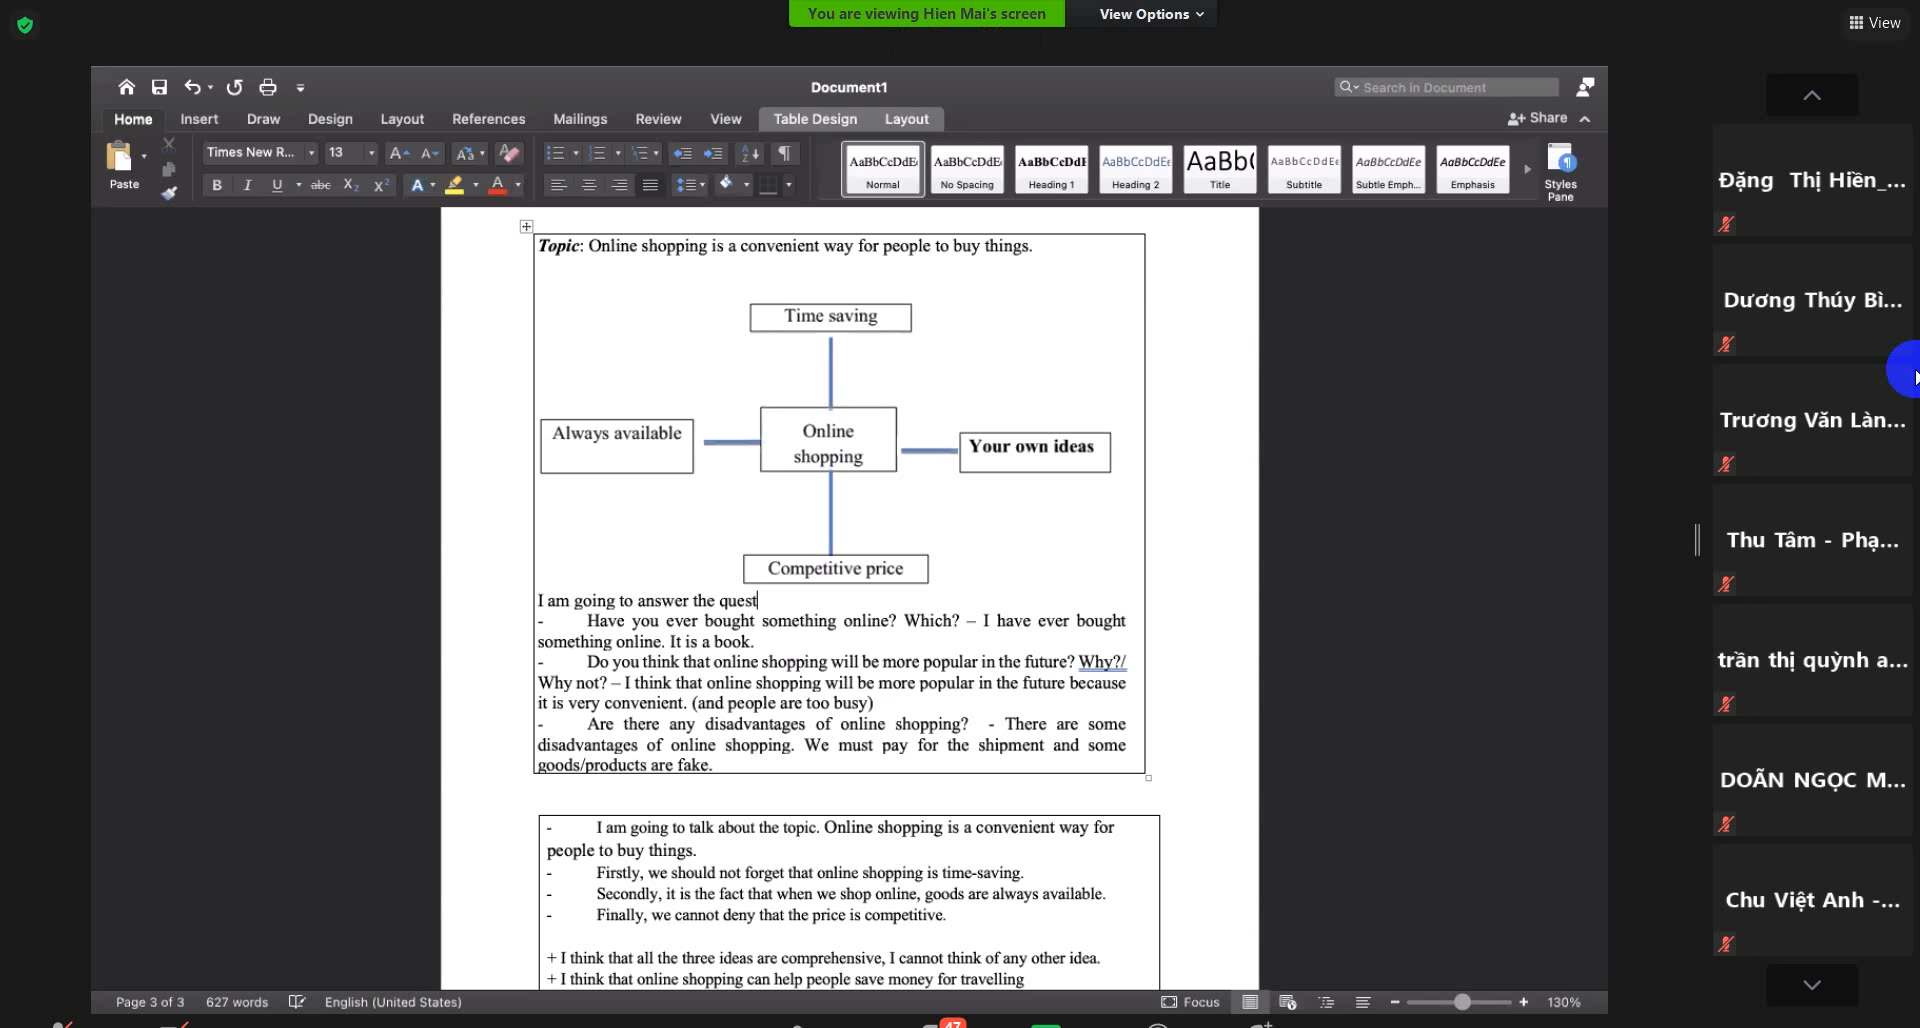 You are viewing Hien Mai's screen
View Options
View
Document1
Search in Document
Home Insert Draw Design Layout References Mailings Review View Table Design Layout
Share
Paste
Times New R... 13
AaBbCcDdE AaBbCcDdE AaBbCcDdI AaBbCcDdEe AaBb( AaBbCcDdEe AaBbCcDdEe AaBbCcDdEe
Normal No Spacing Heading 1 Heading 2 Title Subtitle Subtle Emph... Emphasis
Styles
Pane
Topic: Online shopping is a convenient way for people to buy things.
Time saving
Always available
Online
shopping
Your own ideas
Competitive price
I am going to answer the quest
- Have you ever bought something online? Which? – I have ever bought
something online. It is a book.
- Do you think that online shopping will be more popular in the future? Why?/
Why not? – I think that online shopping will be more popular in the future because
it is very convenient. (and people are too busy)
- Are there any disadvantages of online shopping? - There are some
disadvantages of online shopping. We must pay for the shipment and some
goods/products are fake.
- I am going to talk about the topic. Online shopping is a convenient way for
people to buy things.
- Firstly, we should not forget that online shopping is time-saving.
- Secondly, it is the fact that when we shop online, goods are always available.
- Finally, we cannot deny that the price is competitive.
+ I think that all the three ideas are comprehensive, I cannot think of any other idea.
+ I think that online shopping can help people save money for travelling
Page 3 of 3 627 words English (United States)
Focus
130%
Đặng Thị Hiền_...
Dương Thúy Bì...
Trương Văn Làn...
Thu Tâm - Phạ...
trần thị quỳnh a...
DOÃN NGỌC M...
Chu Việt Anh -...
47